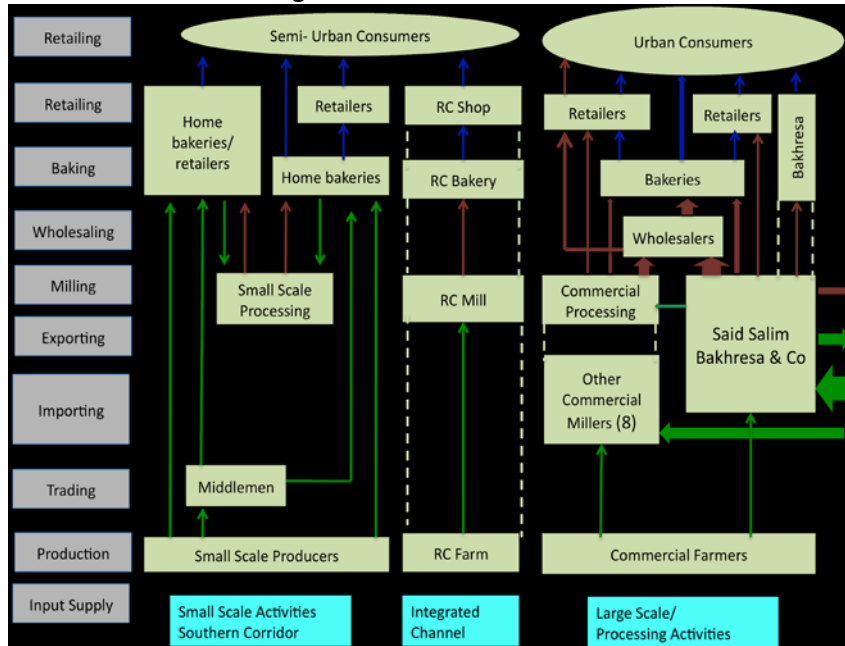 Retailing
Semi- Urban Consumers
Urban Consumers
Retailing
Home
bakeries/
retailers
Retailers
RC Shop
Retailers
Retailers
Bakhresa
Baking
Home bakeries
RC Bakery
Bakeries
Wholesaling
Wholesalers
Milling
Small Scale
Processing
RC Mill
Commercial
Processing
Said Salim
Bakhresa & Co
Exporting
Importing
Other
Commercial
Millers (8)
Trading
Middlemen
Production
Small Scale Producers
RC Farm
Commercial Farmers
Input Supply
Small Scale Activities
Southern Corridor
Integrated
Channel
Large Scale/
Processing Activities